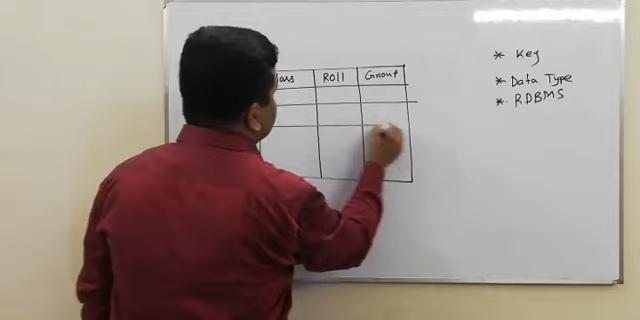 Roll Group
* Key
* Data Type
* RDBMS